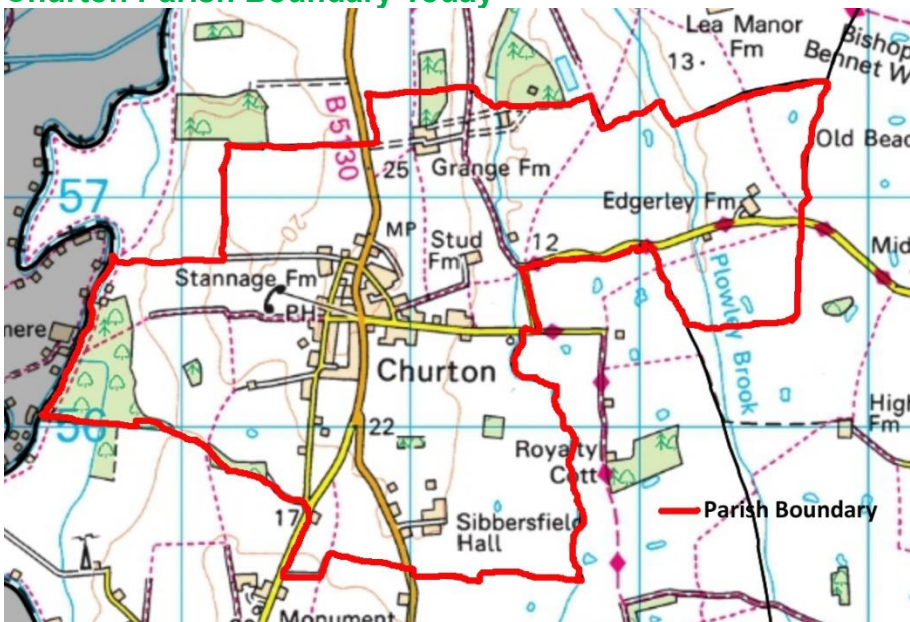 Churton Parish Boundary Today
Lea Manor
Fm
Bishop
Bennet W
13
B 5130
25
Grange Fm
Old Beac
57
Edgerley Fm
MP
Stud
Fm
12
Mid
Stannage Fm
PH
20
Plowley Brook
mere
Churton
56
22
High
Fm
Royalty
Cott
17
Sibbersfield
Hall
Parish Boundary
Monument